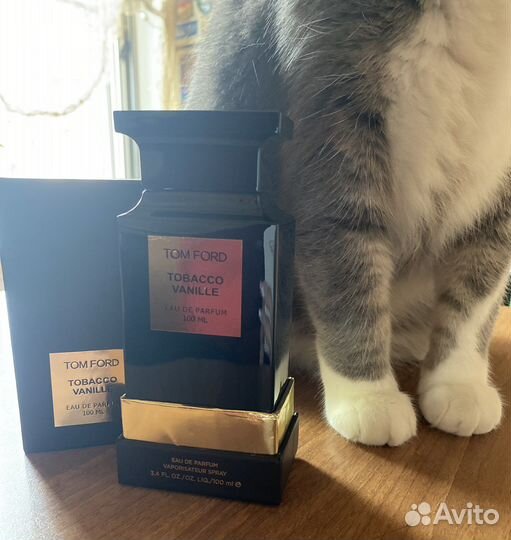 TOM FORD
TOBACCO
VANILLE
EAU DE PARFUM
100 ML
TOM FORD
TOBACCO
VANILLE
EAU DE PARFUM
100 ML
EAU DE PARFUM
VAPORISATEUR SPRAY
3.4 FL. OZ./OZ. LIQ./100 ml e
Avito